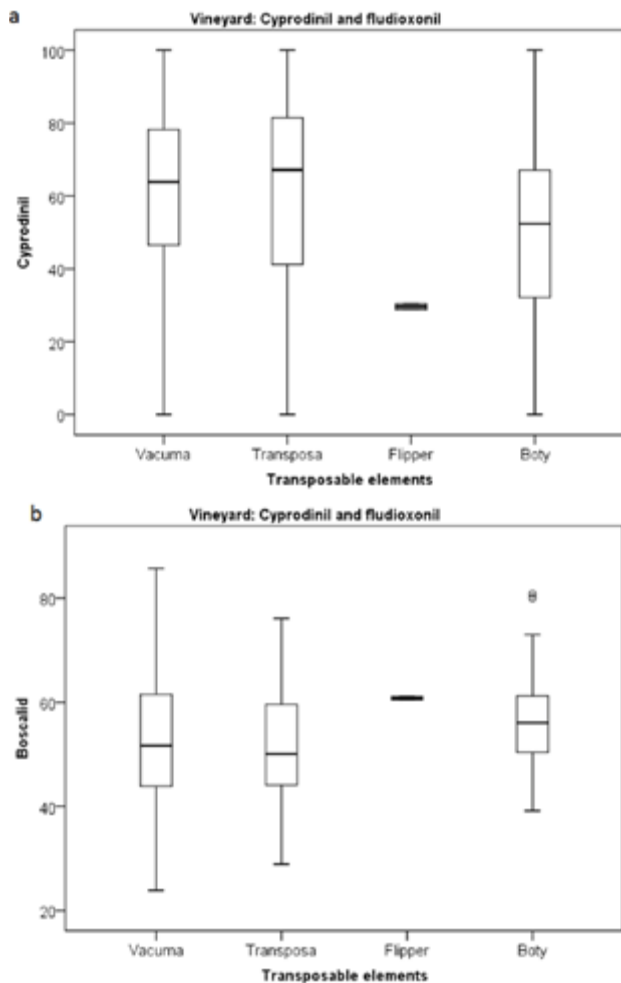 a
Vineyard: Cyprodinil and fludioxonil
100
80
60
40
20
0
Cyprodinil
Vacuma Transposa Flipper Boty
Transposable elements
b
Vineyard: Cyprodinil and fludioxonil
80
60
40
20
Boscalid
Vacuma Transposa Flipper Boty
Transposable elements